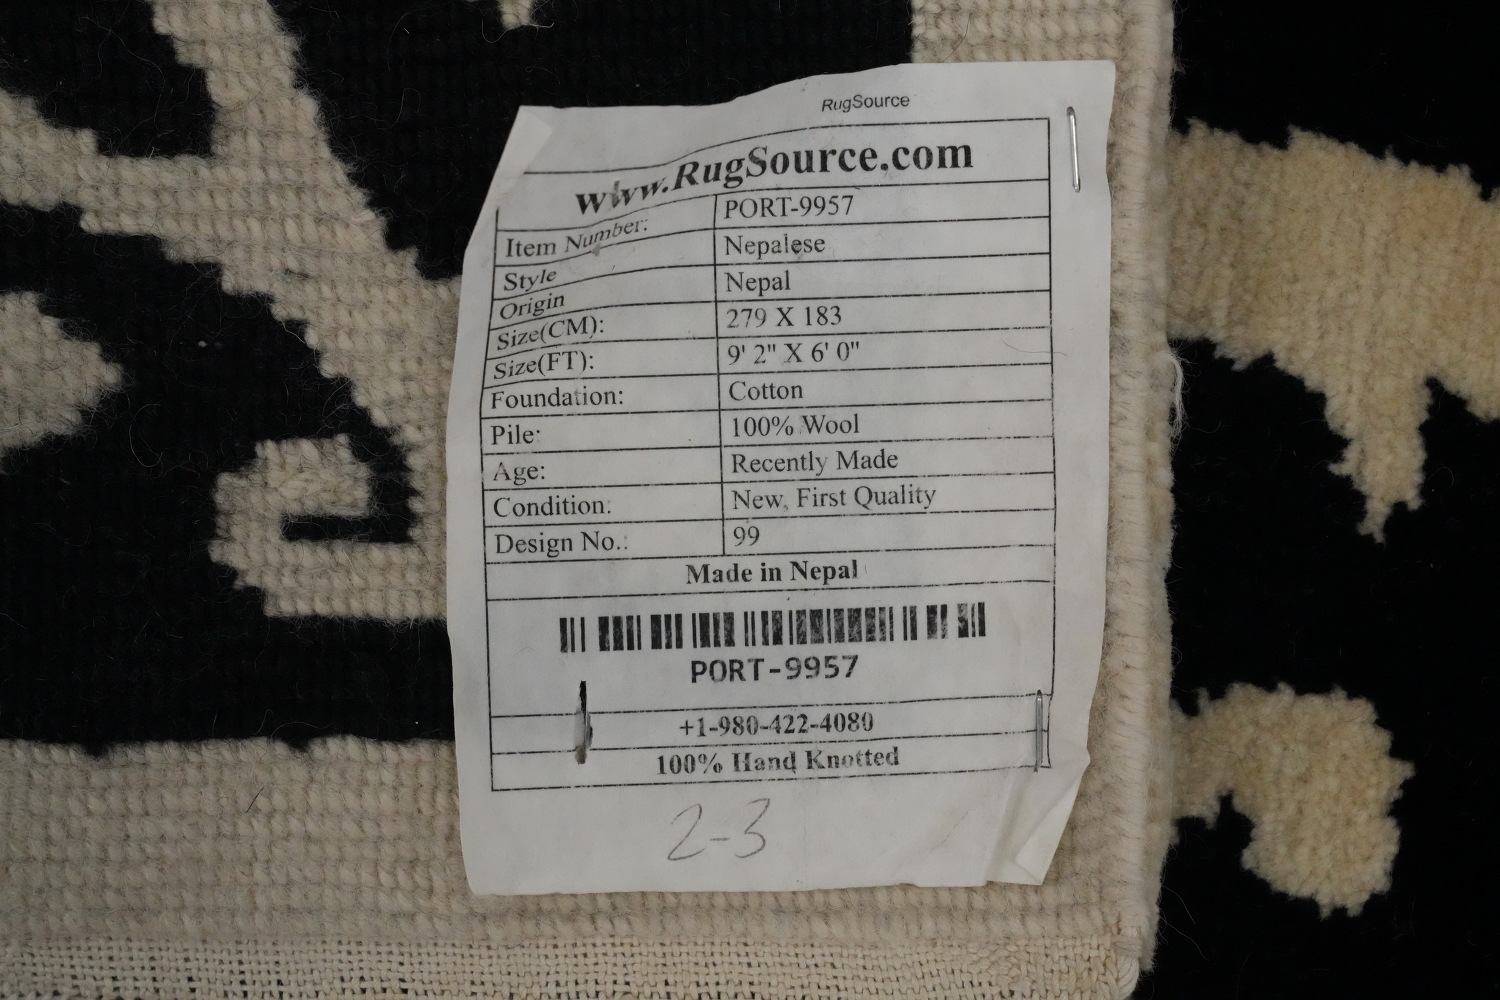 RugSource
www.RugSource.com
Item Number: PORT-9957
Style Nepalese
Origin Nepal
Size(CM): 279 X 183
Size(FT): 9' 2" X 6' 0"
Foundation: Cotton
Pile: 100% Wool
Age: Recently Made
Condition: New, First Quality
Design No.: 99
Made in Nepal
PORT-9957
+1-980-422-4080
100% Hand Knotted
2-3